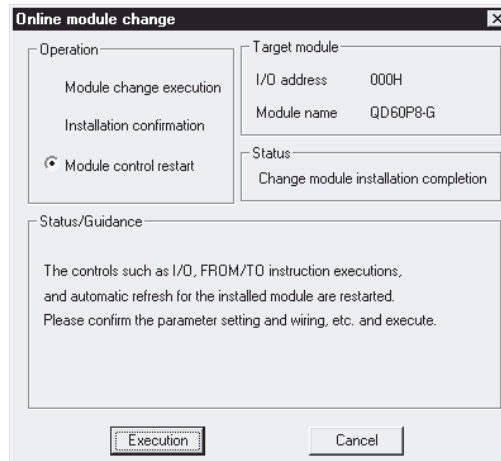 Online module change
Operation
Module change execution
Installation confirmation
Module control restart
Target module
I/O address 000H
Module name QD60P8-G
Status
Change module installation completion
Status/Guidance
The controls such as I/O, FROM/TO instruction executions,
and automatic refresh for the installed module are restarted.
Please confirm the parameter setting and wiring, etc. and execute.
Execution Cancel